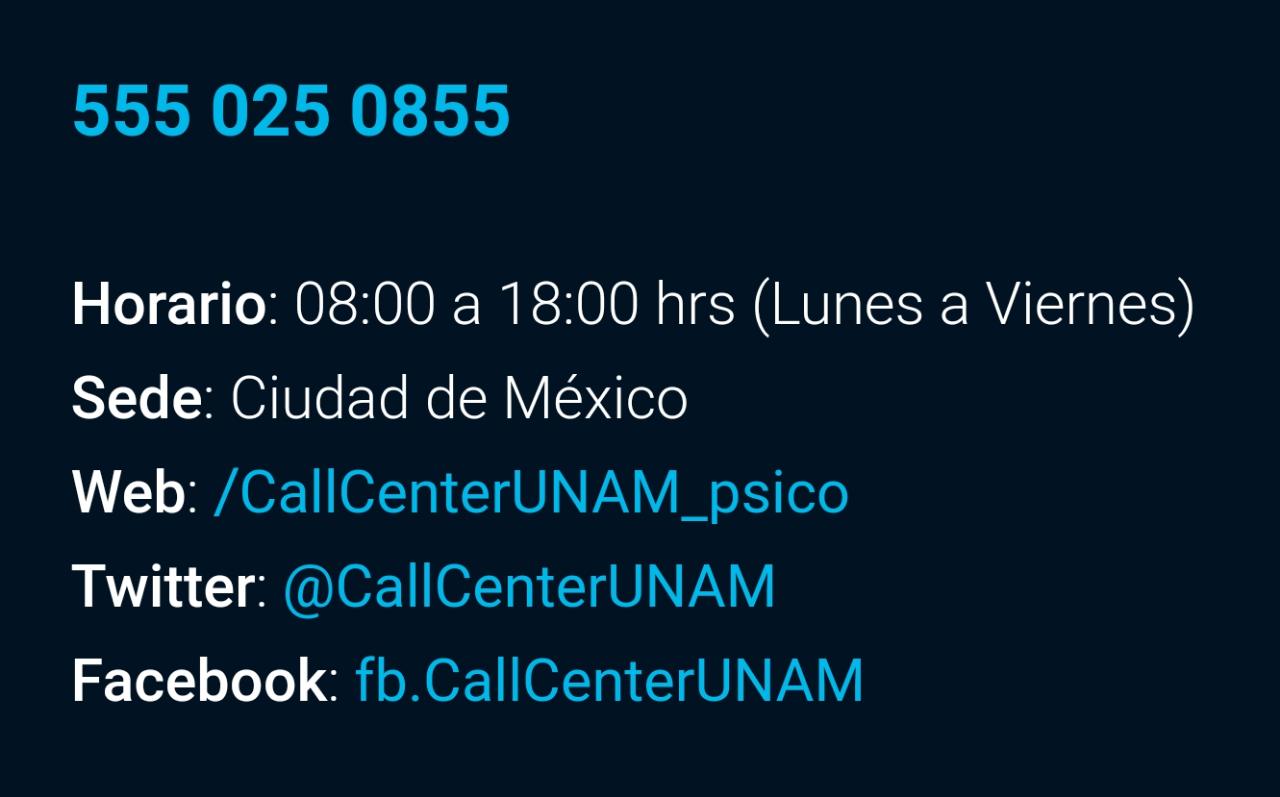 555 025 0855
Horario: 08:00 a 18:00 hrs (Lunes a Viernes)
Sede: Ciudad de México
Web: /CallCenterUNAM_psico
Twitter: @CallCenterUNAM
Facebook: fb.CallCenterUNAM